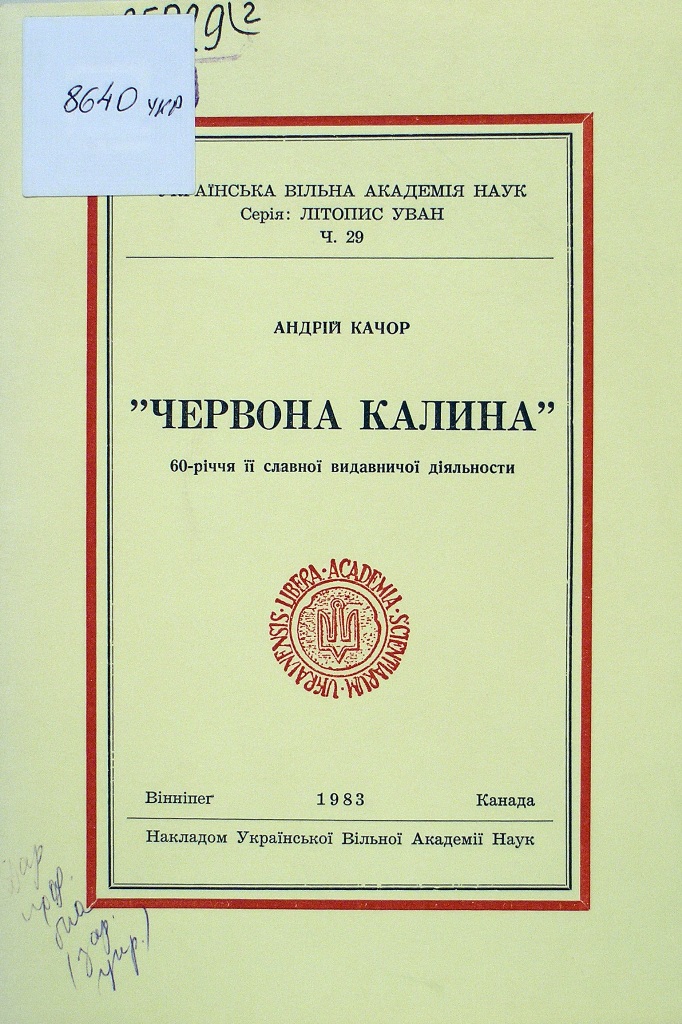 8640 укр
УКРАЇНСЬКА ВІЛЬНА АКАДЕМІЯ НАУК
Серія: ЛІТОПИС УВАН
Ч. 29
АНДРІЙ КАЧОР
"ЧЕРВОНА КАЛИНА"
60-річчя її славної видавничої діяльности
LIBERA · ACADEMIA · SCIENTIARUM · UKRAINENSIS ·
Вінніпеґ 1983 Канада
Накладом Української Вільної Академії Наук